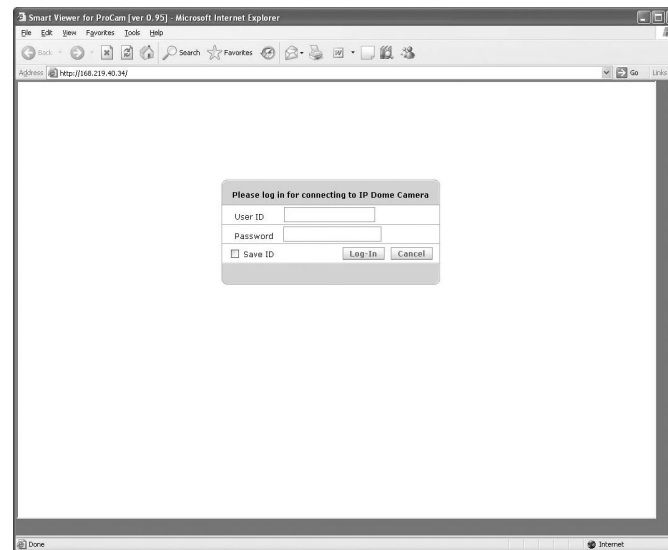 Smart Viewer for ProCam [ver 0.95] - Microsoft Internet Explorer
File Edit View Favorites Tools Help
Back Search Favorites
Address http://168.219.40.34/ Go Links
Please log in for connecting to IP Dome Camera
User ID
Password
Save ID Log-In Cancel
Done Internet